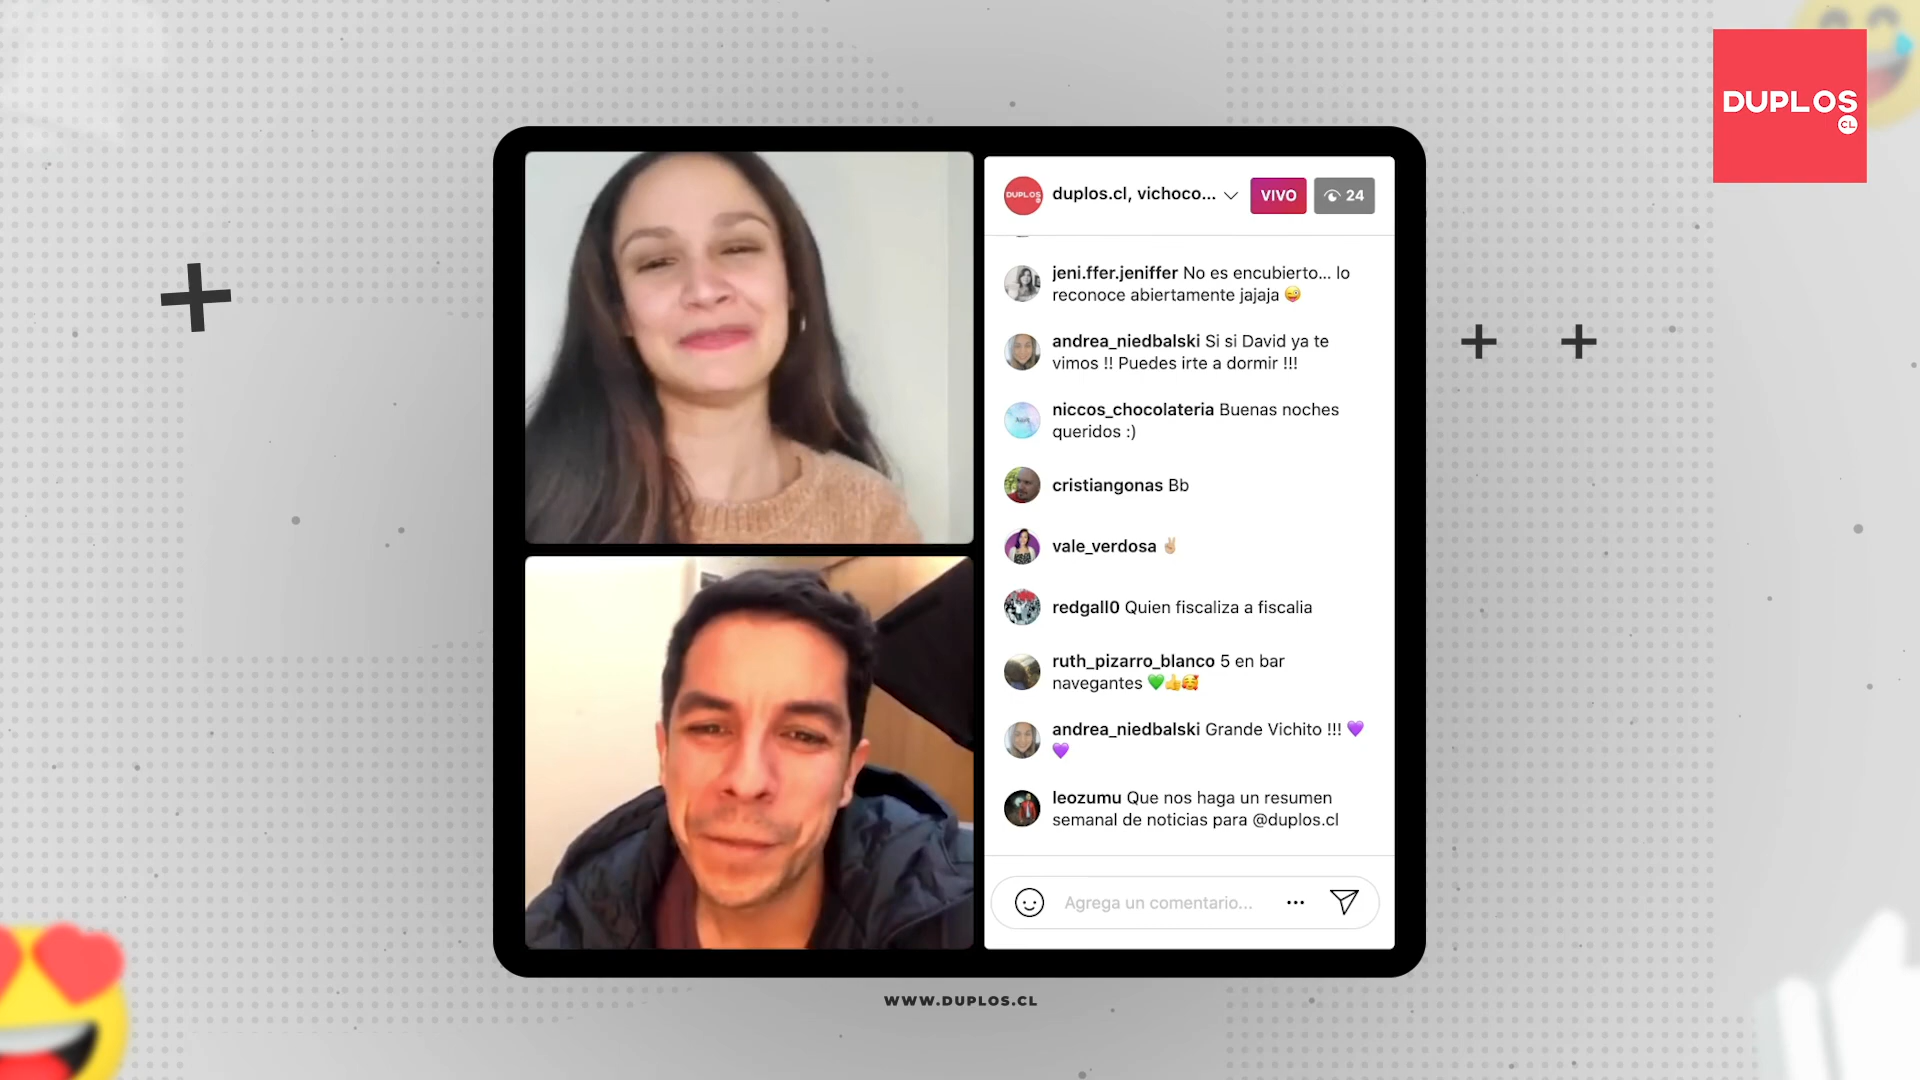 DUPLOS
CL
DUPLOS
duplos.cl, vichoco...
VIVO
24
jeni.ffer.jeniffer No es encubierto... lo
reconoce abiertamente jajaja 😜
andrea_niedbalski Si si David ya te
vimos !! Puedes irte a dormir !!!
niccos_chocolateria Buenas noches
queridos :)
cristiangonas Bb
vale_verdosa ✌🏼
redgall0 Quien fiscaliza a fiscalia
ruth_pizarro_blanco 5 en bar
navegantes 💚👍🥰
andrea_niedbalski Grande Vichito !!! 💜
💜
leozumu Que nos haga un resumen
semanal de noticias para @duplos.cl
Agrega un comentario...
WWW.DUPLOS.CL